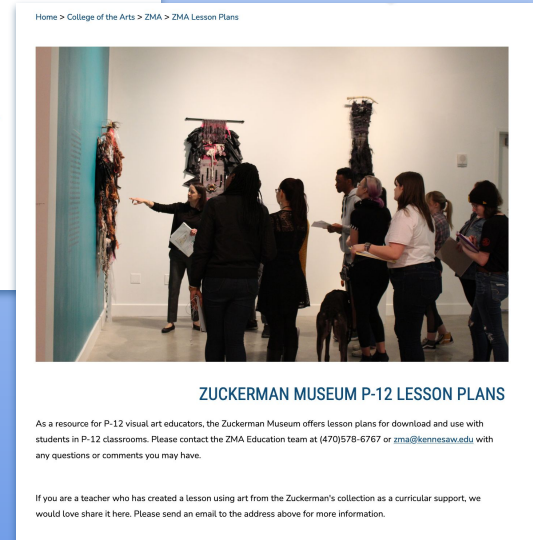 Home > College of the Arts > ZMA > ZMA Lesson Plans
ZUCKERMAN MUSEUM P-12 LESSON PLANS
As a resource for P-12 visual art educators, the Zuckerman Museum offers lesson plans for download and use with
students in P-12 classrooms. Please contact the ZMA Education team at (470)578-6767 or zma@kennesaw.edu with
any questions or comments you may have.
If you are a teacher who has created a lesson using art from the Zuckerman's collection as a curricular support, we
would love share it here. Please send an email to the address above for more information.